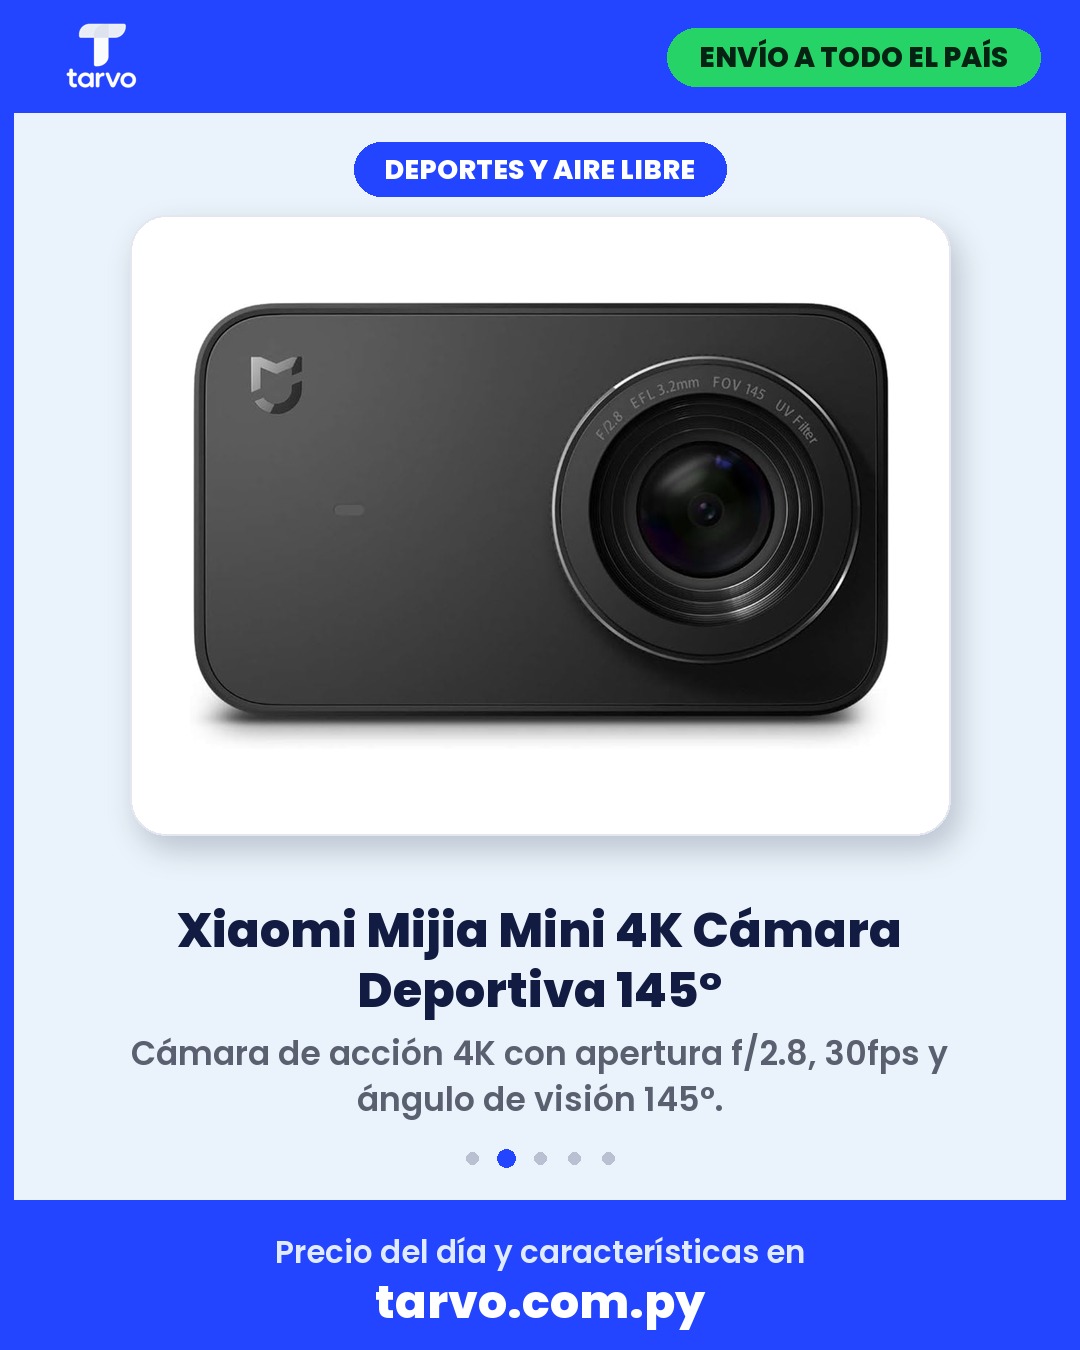 tarvo
ENVÍO A TODO EL PAÍS
DEPORTES Y AIRE LIBRE
F/2.8 EFL 3.2mm FOV 145 UV Filter
Xiaomi Mijia Mini 4K Cámara
Deportiva 145°
Cámara de acción 4K con apertura f/2.8, 30fps y
ángulo de visión 145°.
Precio del día y características en
tarvo.com.py